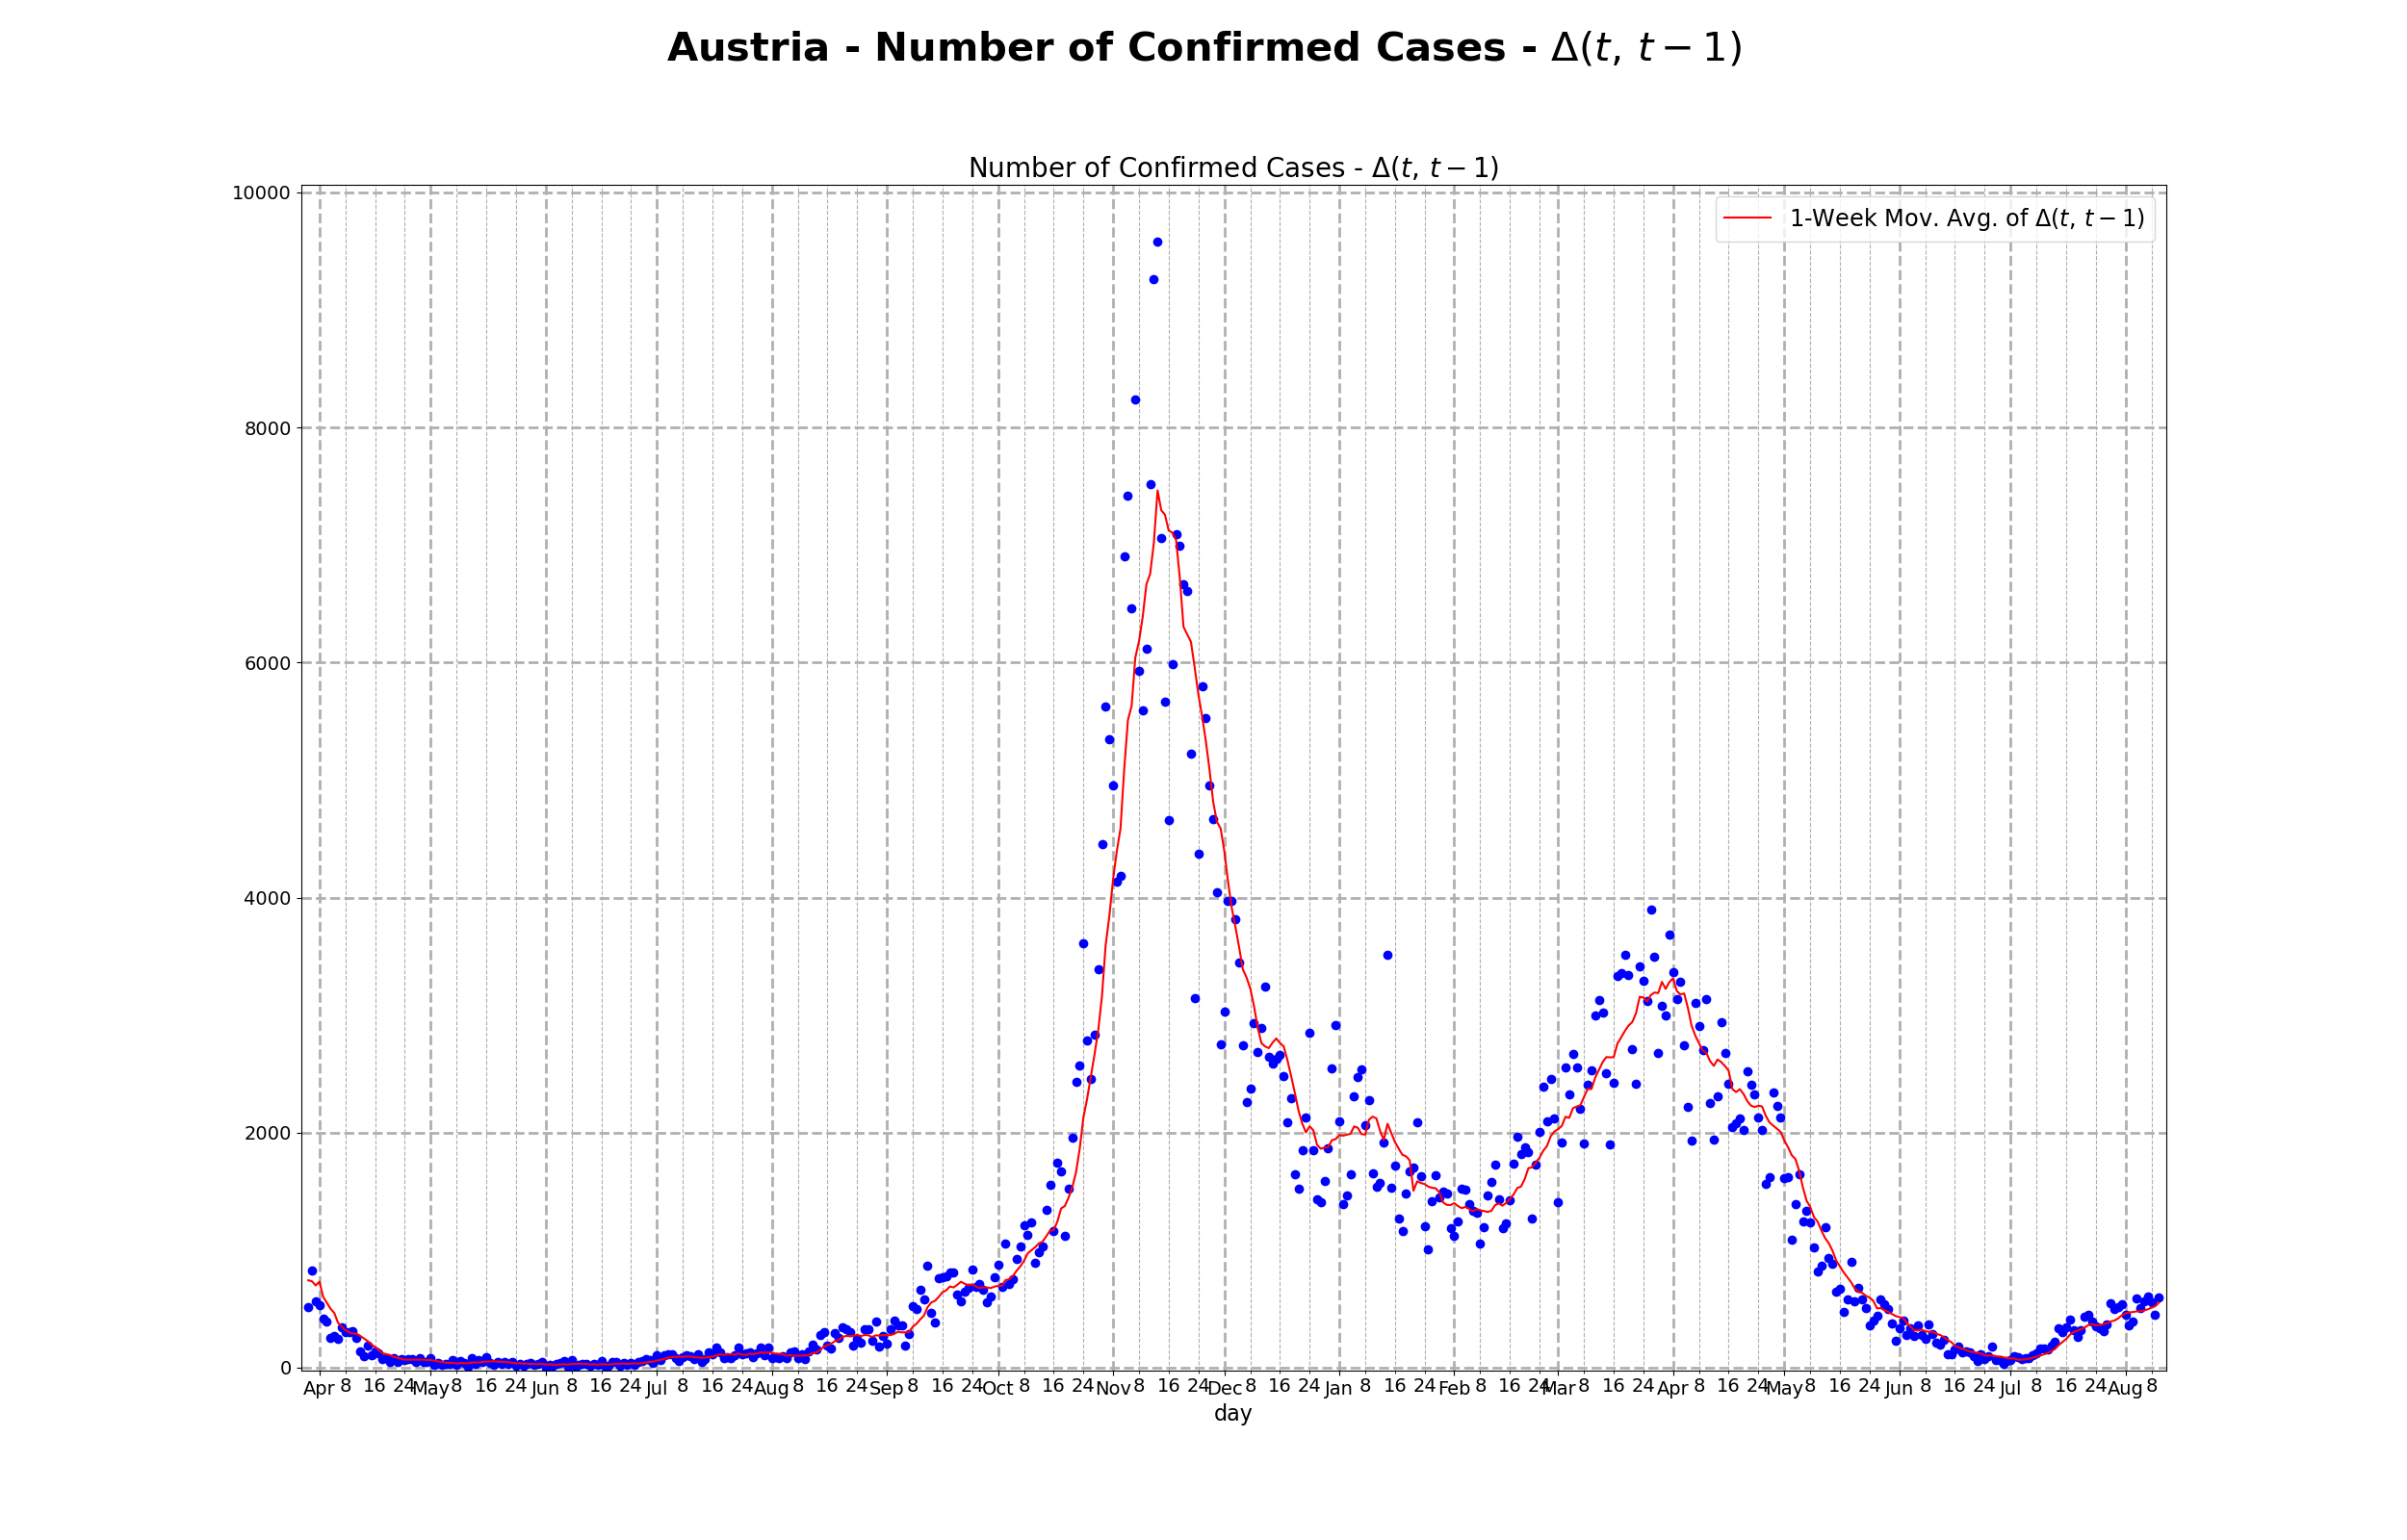 Austria - Number of Confirmed Cases - Δ(t, t − 1)
Number of Confirmed Cases - Δ(t, t − 1)
1-Week Mov. Avg. of Δ(t, t − 1)
10000
8000
6000
4000
2000
0
Apr 8 16 24 May 8 16 24 Jun 8 16 24 Jul 8 16 24 Aug 8 16 24 Sep 8 16 24 Oct 8 16 24 Nov 8 16 24 Dec 8 16 24 Jan 8 16 24 Feb 8 16 24 Mar 8 16 24 Apr 8 16 24 May 8 16 24 Jun 8 16 24 Jul 8 16 24 Aug 8
day